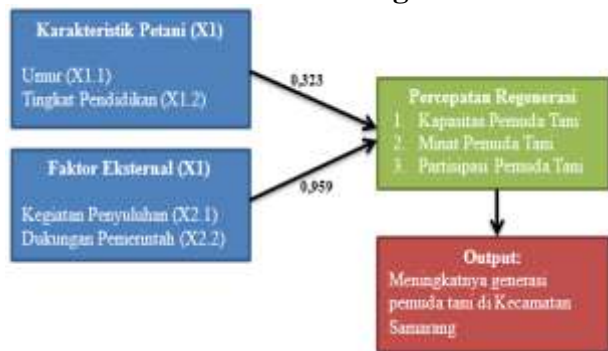 Karakteristik Petani (X1)
Umur (X1.1)
Tingkat Pendidikan (X1.2)
0,323
Faktor Eksternal (X1)
Kegiatan Penyuluhan (X2.1)
Dukungan Pemerintah (X2.2)
0,959
Percepatan Regenerasi
1. Kapasitas Pemuda Tani
2. Minat Pemuda Tani
3. Partisipasi Pemuda Tani
Output:
Meningkatnya generasi
pemuda tani di Kecamatan
Samarang